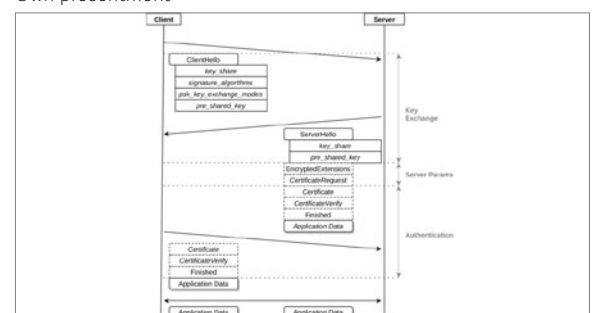 Own presentment
Client
Server
ClientHello
key_share
signature_algorithms
psk_key_exchange_modes
pre_shared_key
Key
Exchange
ServerHello
key_share
pre_shared_key
EncryptedExtensions
CertificateRequest
Server Params
Certificate
CertificateVerify
Finished
Application Data
Authentication
Certificate
CertificateVerify
Finished
Application Data
Application Data
Application Data